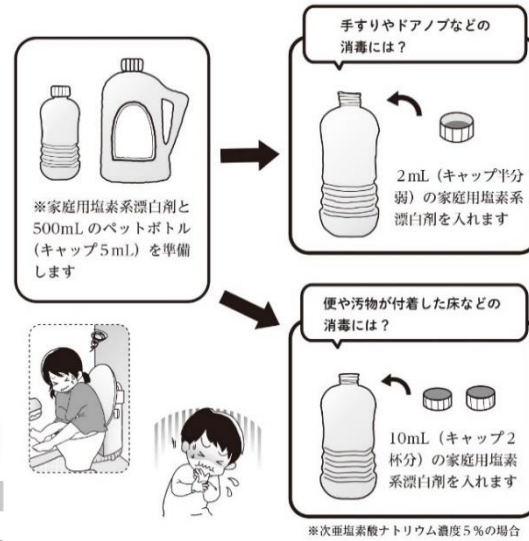 ※家庭用塩素系漂白剤と
500mLのペットボトル
（キャップ5mL）を準備
します
手すりやドアノブなどの
消毒には？
2mL（キャップ半分
弱）の家庭用塩素系
漂白剤を入れます
便や汚物が付着した床などの
消毒には？
10mL（キャップ2
杯分）の家庭用塩素
系漂白剤を入れます
※次亜塩素酸ナトリウム濃度5％の場合